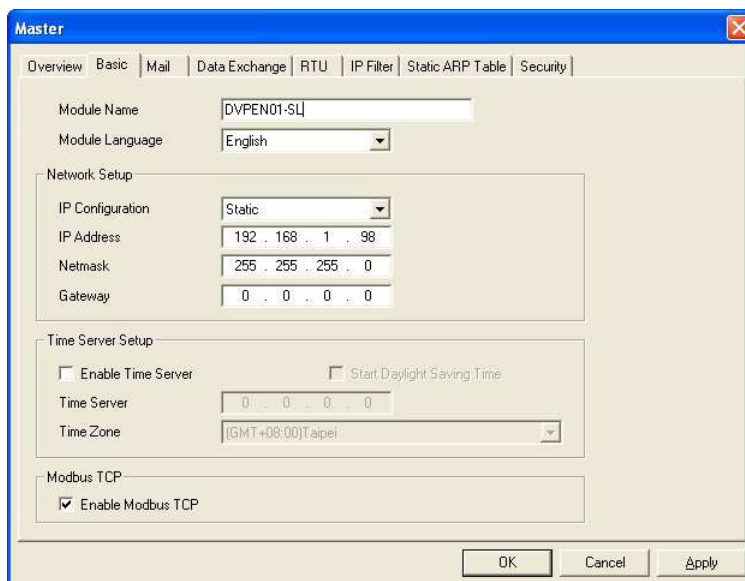 Master
Overview Basic Mail Data Exchange RTU IP Filter Static ARP Table Security
Module Name DVPEN01-SL
Module Language English
Network Setup
IP Configuration Static
IP Address 192 . 168 . 1 . 98
Netmask 255 . 255 . 255 . 0
Gateway 0 . 0 . 0 . 0
Time Server Setup
Enable Time Server Start Daylight Saving Time
Time Server 0 . 0 . 0 . 0
Time Zone (GMT+08:00)Taipei
Modbus TCP
Enable Modbus TCP
OK Cancel Apply